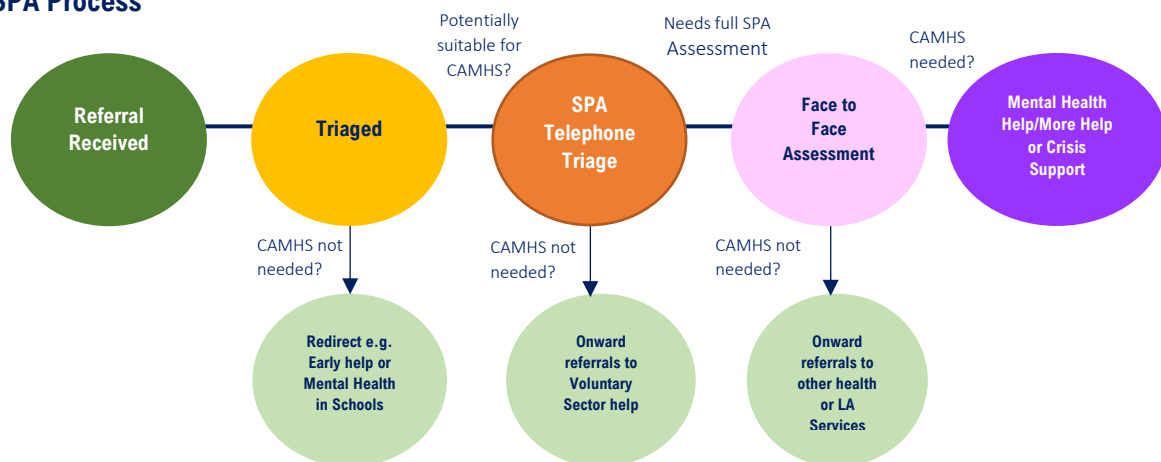 SPA Process
Potentially
suitable for
CAMHS?
Needs full SPA
Assessment
CAMHS
needed?
Referral
Received
Triaged
SPA
Telephone
Triage
Face to
Face
Assessment
Mental Health
Help/More Help
or Crisis
Support
CAMHS not
needed?
CAMHS not
needed?
CAMHS not
needed?
Redirect e.g.
Early help or
Mental Health
in Schools
Onward
referrals to
Voluntary
Sector help
Onward
referrals to
other health
or LA
Services